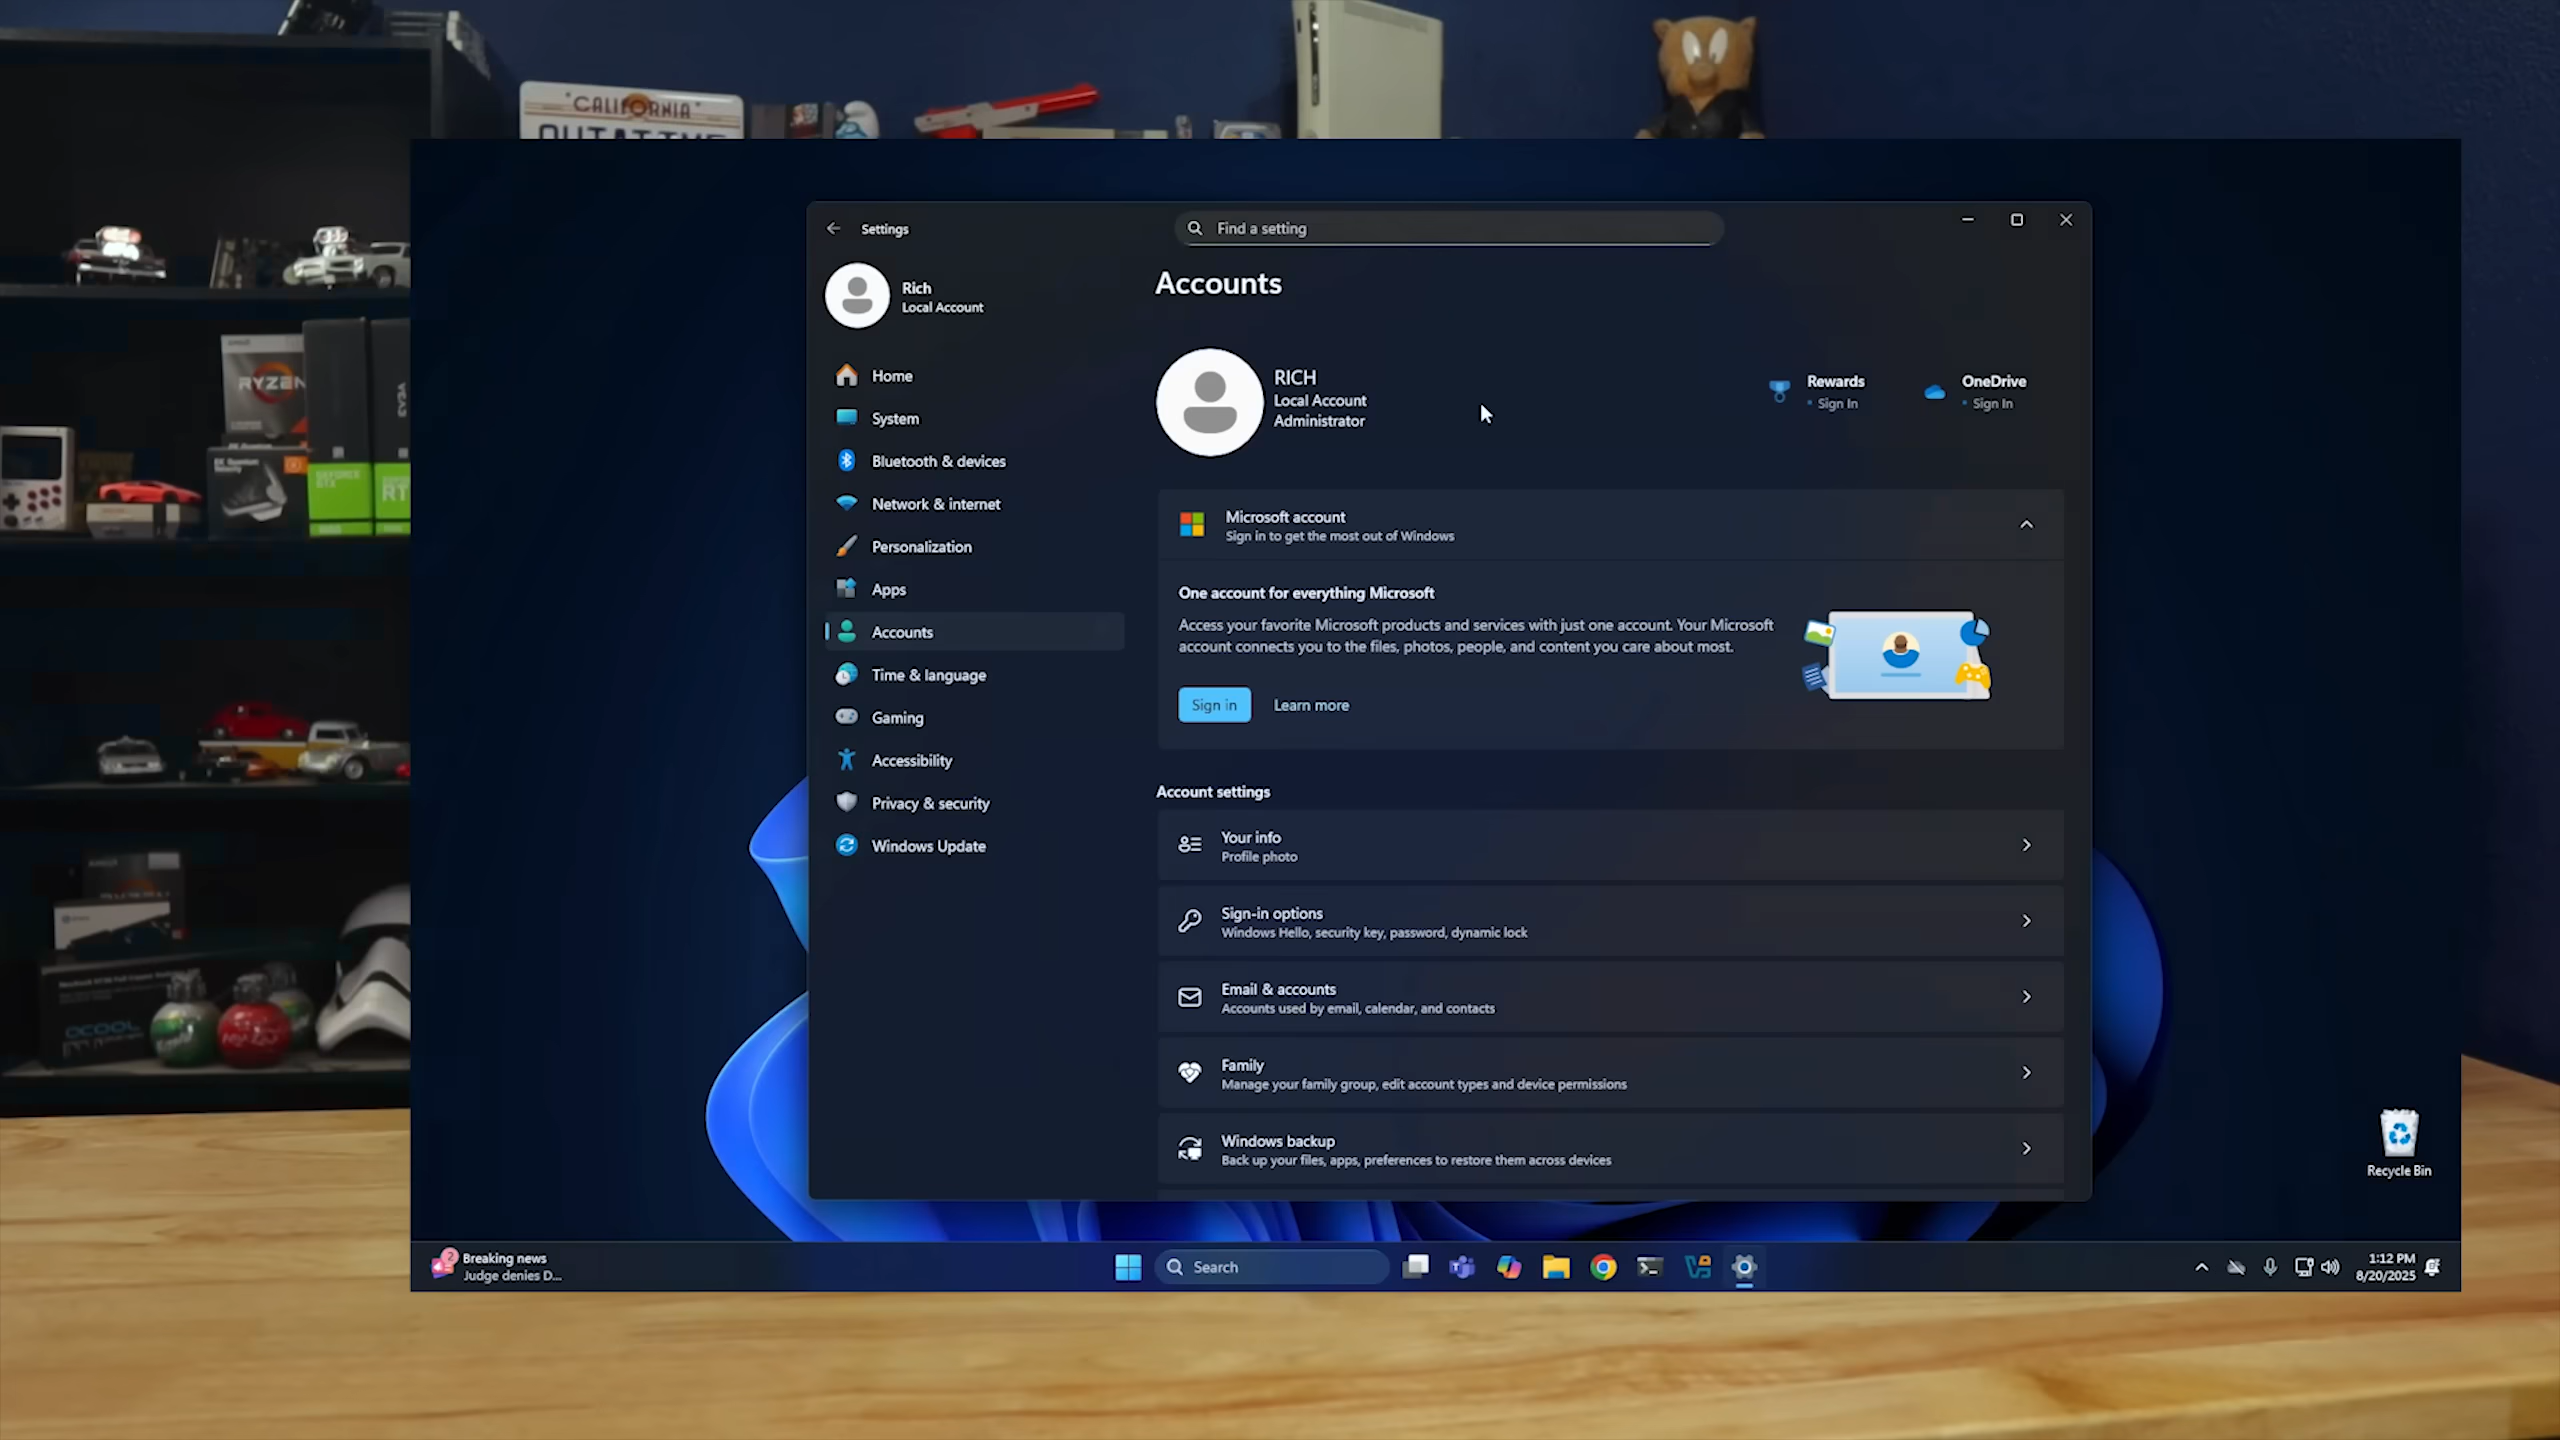 CALIFORNIA
OUTATIME
RYZEN
GEFORCE
GTX
RT
Settings
Find a setting
Rich
Local Account
Accounts
RICH
Local Account
Administrator
Rewards
• Sign In
OneDrive
• Sign In
Home
System
Bluetooth & devices
Network & internet
Personalization
Apps
Accounts
Time & language
Gaming
Accessibility
Privacy & security
Windows Update
Microsoft account
Sign in to get the most out of Windows
One account for everything Microsoft
Access your favorite Microsoft products and services with just one account. Your Microsoft
account connects you to the files, photos, people, and content you care about most.
Sign in
Learn more
Account settings
Your info
Profile photo
Sign-in options
Windows Hello, security key, password, dynamic lock
Email & accounts
Accounts used by email, calendar, and contacts
Family
Manage your family group, edit account types and device permissions
Windows backup
Back up your files, apps, preferences to restore them across devices
Recycle Bin
2
Breaking news
Judge denies D...
Search
1:12 PM
8/20/2025